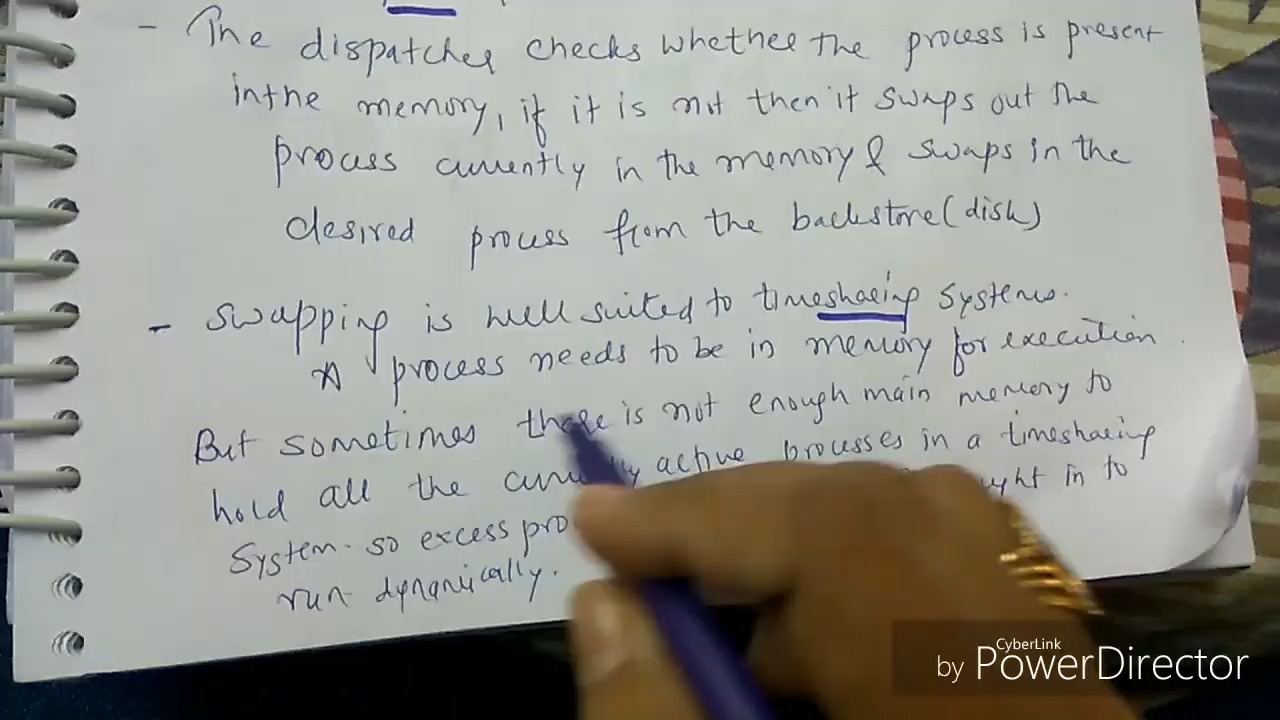 - The dispatcher checks whether the process is present
in the memory, if it is not then it swaps out the
process currently in the memory & swaps in the
desired process from the backstore (disk)
- Swapping is well suited to timesharing systems.
A process needs to be in memory for execution.
But sometimes there is not enough main memory to
hold all the currently active processes in a timesharing
System. so excess in to
run dynamically.
CyberLink
by PowerDirector